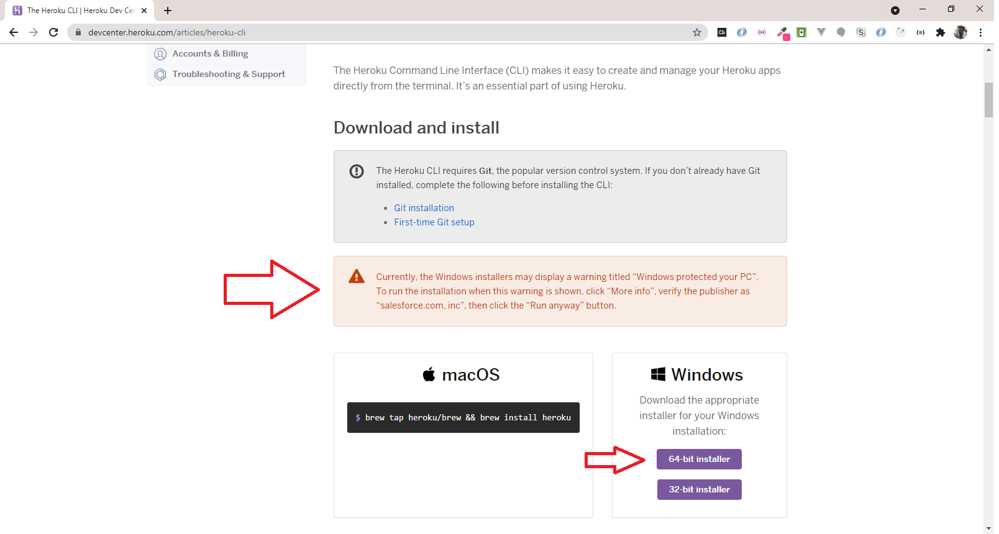 The Heroku CLI | Heroku Dev Cen
devcenter.heroku.com/articles/heroku-cli
Accounts & Billing
Troubleshooting & Support
The Heroku Command Line Interface (CLI) makes it easy to create and manage your Heroku apps
directly from the terminal. It’s an essential part of using Heroku.
Download and install
The Heroku CLI requires Git, the popular version control system. If you don’t already have Git
installed, complete the following before installing the CLI:
• Git installation
• First-time Git setup
Currently, the Windows installers may display a warning titled “Windows protected your PC”.
To run the installation when this warning is shown, click “More info”, verify the publisher as
“salesforce.com, inc”, then click the “Run anyway” button.
macOS
$ brew tap heroku/brew && brew install heroku
Windows
Download the appropriate
installer for your Windows
installation:
64-bit installer
32-bit installer